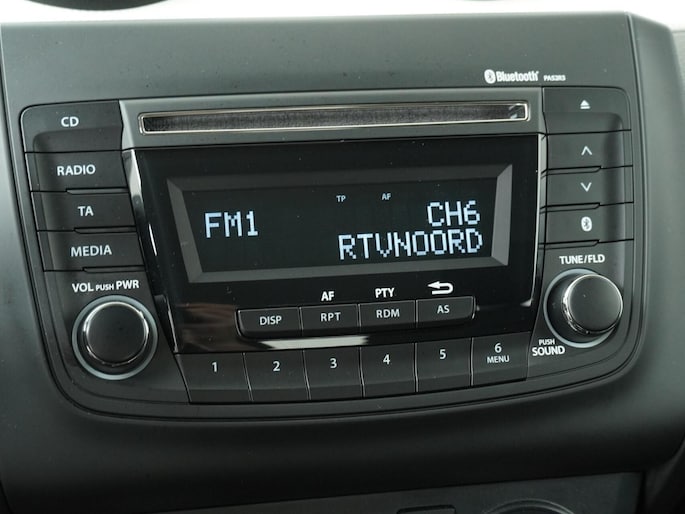 Bluetooth PA52R3
CD
RADIO
TA
MEDIA
VOL PUSH PWR
TP AF
FM1 CH6
RTVNOORD
AF PTY
DISP RPT RDM AS
1 2 3 4 5 6
MENU
TUNE/FLD
PUSH
SOUND